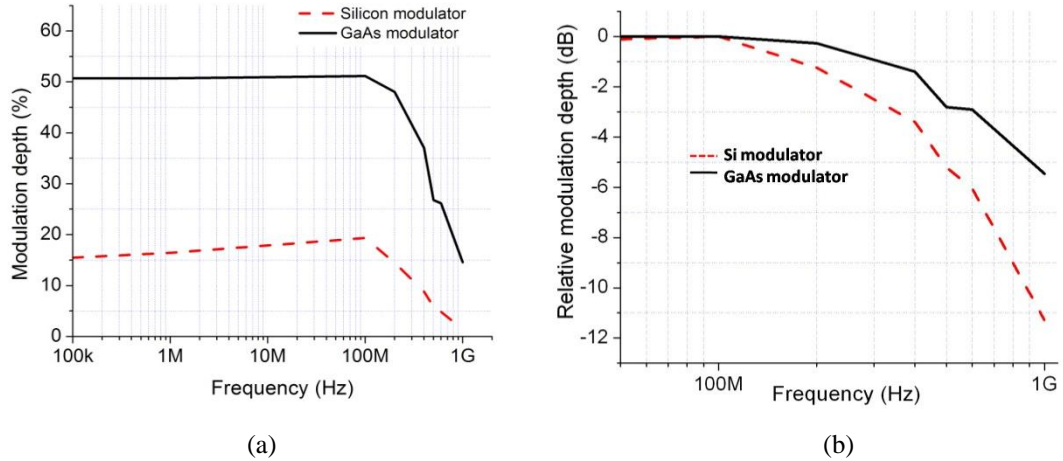 Silicon modulator
GaAs modulator
Modulation depth (%)
60
50
40
30
20
10
0
100k
1M
10M
100M
1G
Frequency (Hz)
(a)
Relative modulation depth (dB)
0
-2
-4
-6
-8
-10
-12
Si modulator
GaAs modulator
100M
1G
Frequency (Hz)
(b)